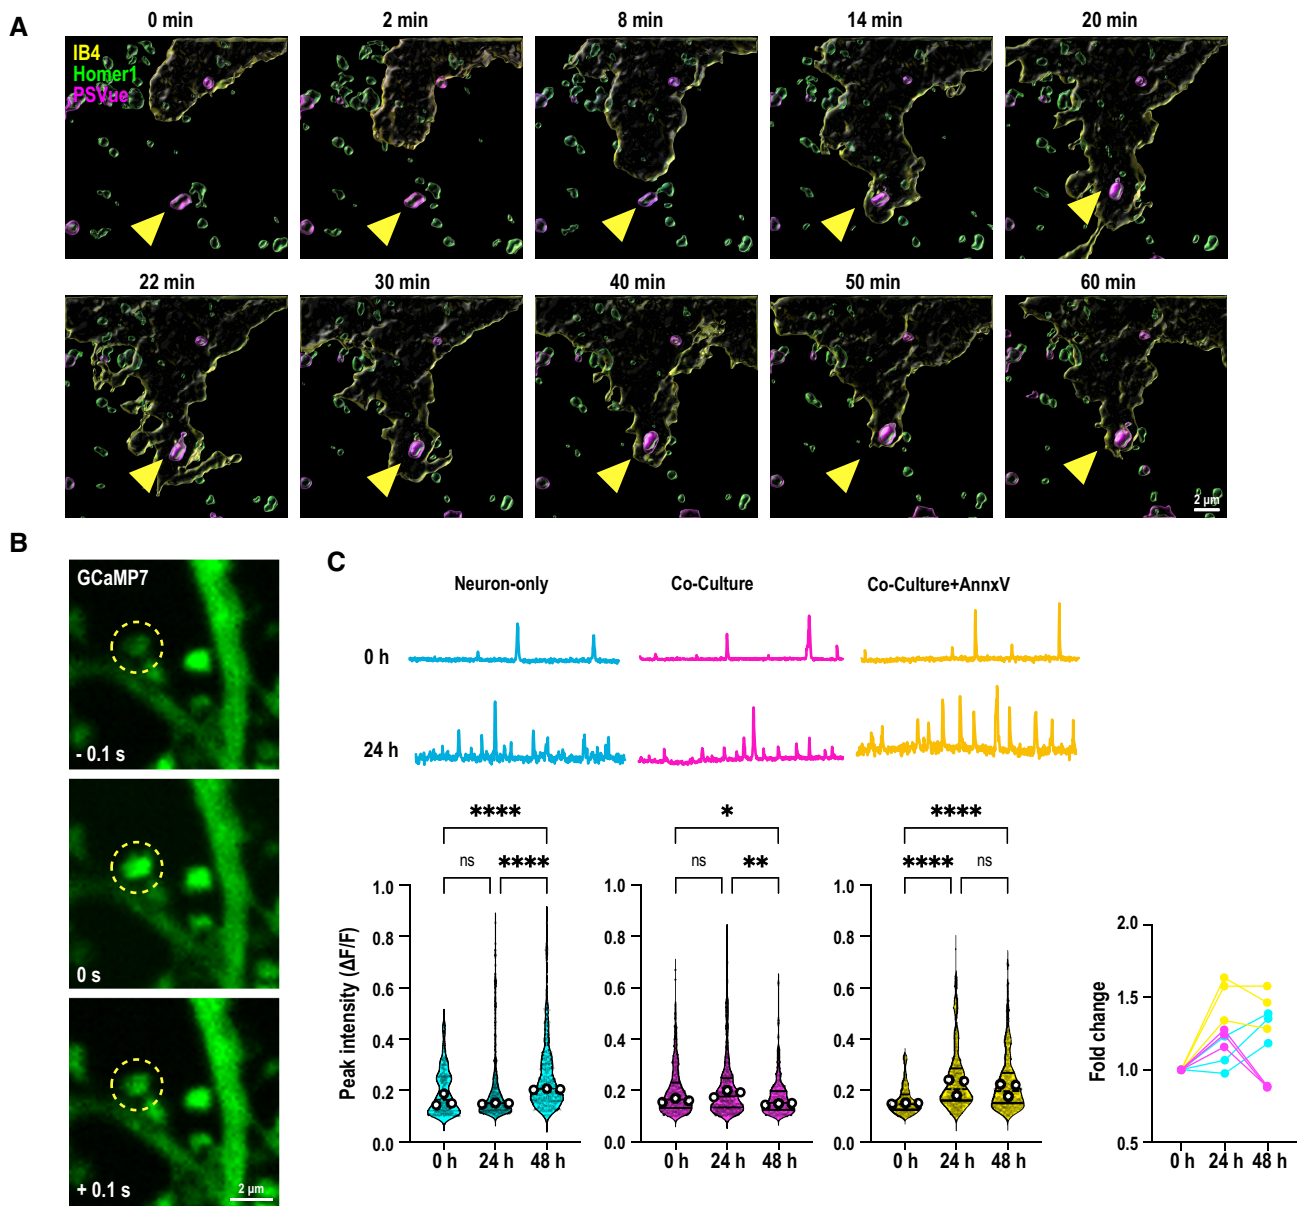 A
0 min 2 min 8 min 14 min 20 min
IB4
Homer1
PSVue
22 min 30 min 40 min 50 min 60 min
2 µm
B
GCaMP7
- 0.1 s
0 s
+ 0.1 s
2 µm
C
Neuron-only Co-Culture Co-Culture+AnnxV
0 h
24 h
**** * ****
ns **** ns ** **** ns
Peak intensity (ΔF/F)
1.0
0.8
0.6
0.4
0.2
0.0
0 h 24 h 48 h
1.0
0.8
0.6
0.4
0.2
0.0
0 h 24 h 48 h
1.0
0.8
0.6
0.4
0.2
0.0
0 h 24 h 48 h
Fold change
2.0
1.5
1.0
0.5
0 h 24 h 48 h